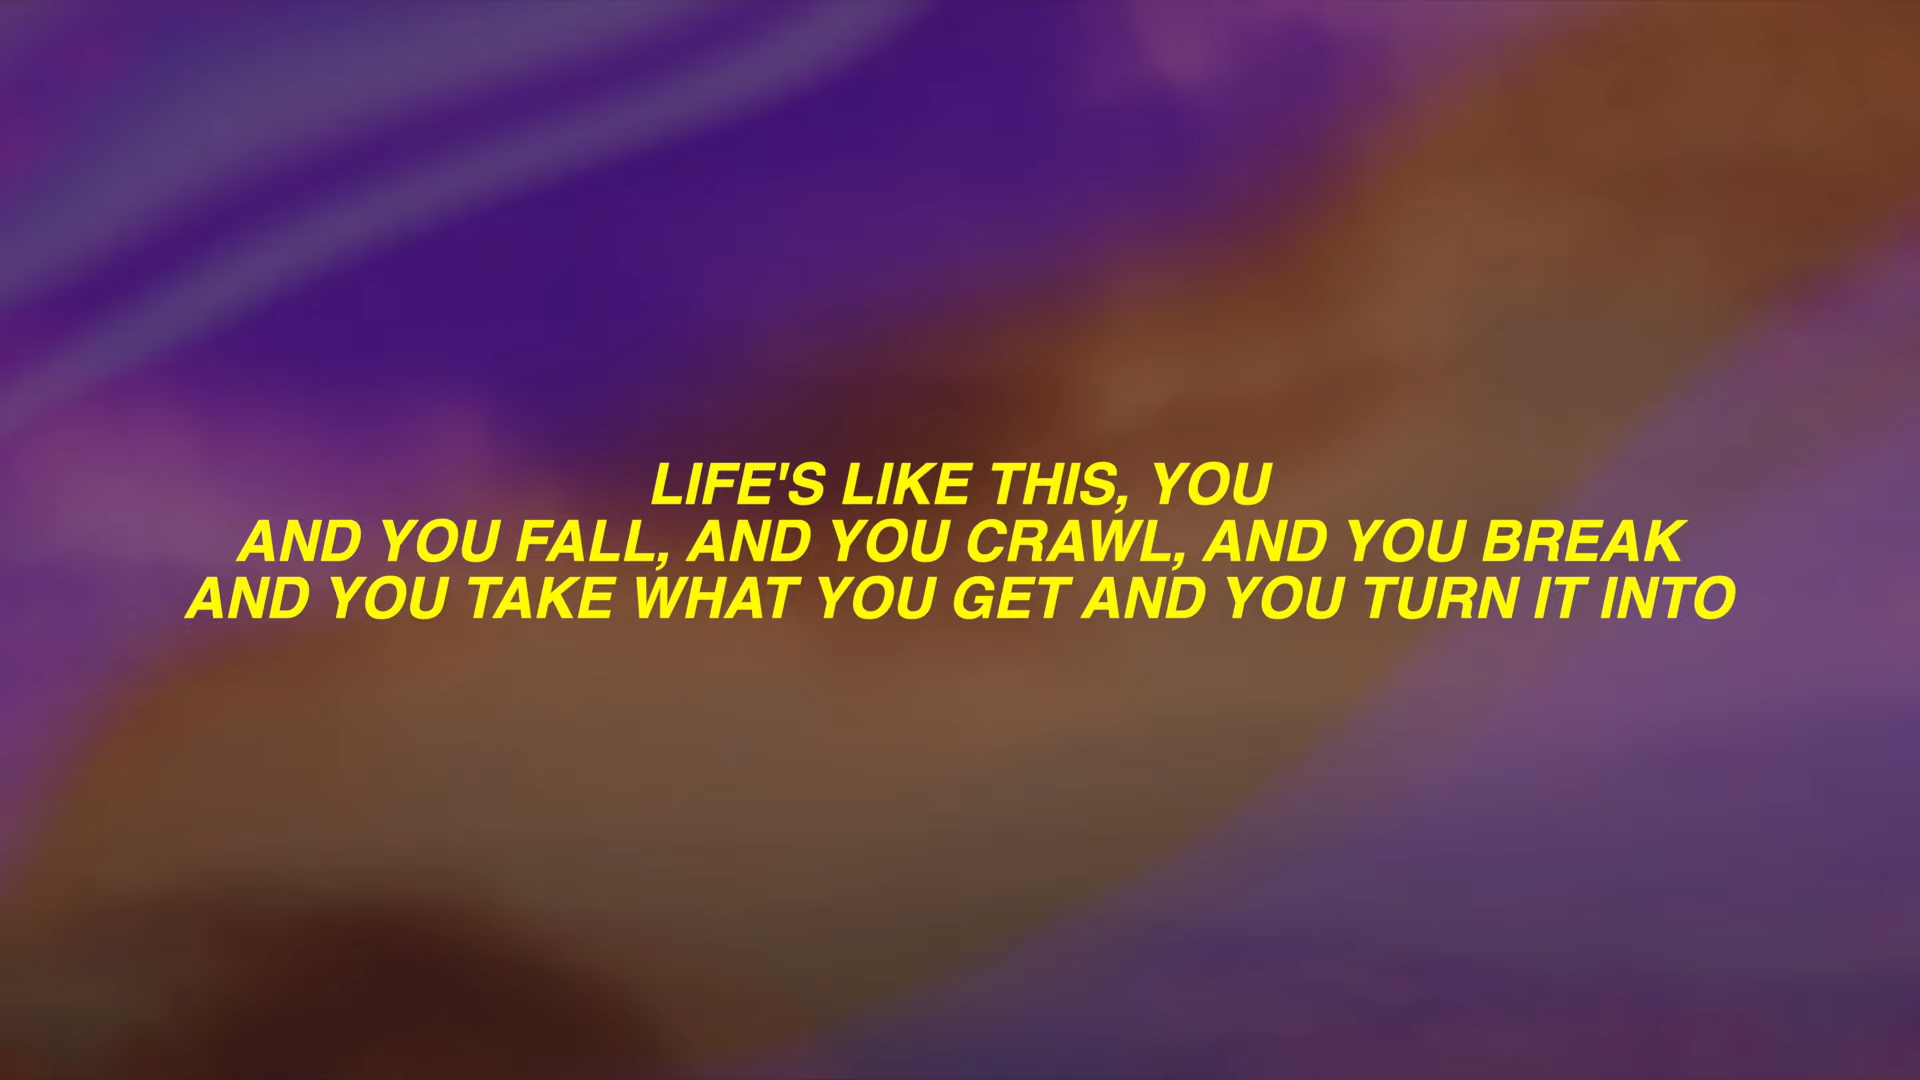 LIFE'S LIKE THIS, YOU
AND YOU FALL, AND YOU CRAWL, AND YOU BREAK
AND YOU TAKE WHAT YOU GET AND YOU TURN IT INTO